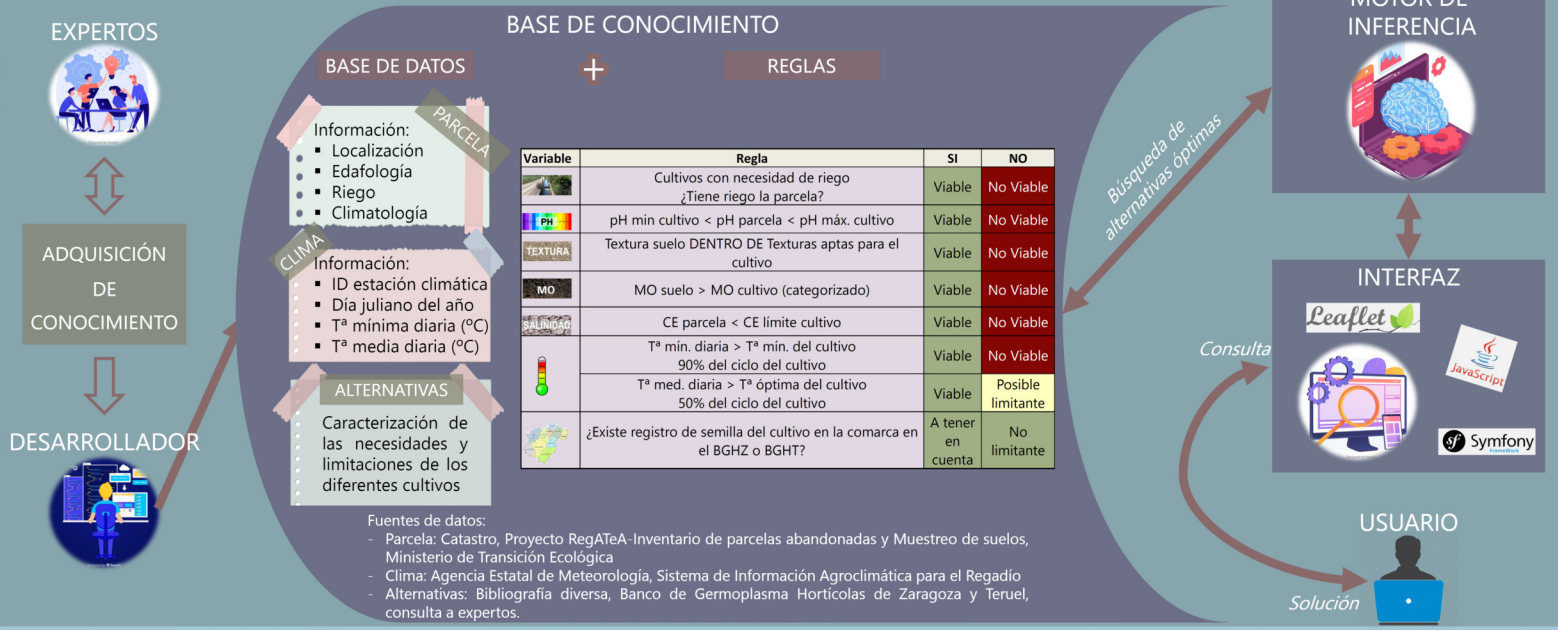 EXPERTOS
ADQUISICIÓN
DE
CONOCIMIENTO
DESARROLLADOR
BASE DE CONOCIMIENTO
BASE DE DATOS
+
REGLAS
PARCELA
Información:
▪ Localización
▪ Edafología
▪ Riego
▪ Climatología
CLIMA
Información:
▪ ID estación climática
▪ Día juliano del año
▪ Tª mínima diaria (ºC)
▪ Tª media diaria (ºC)
ALTERNATIVAS
Caracterización de
las necesidades y
limitaciones de los
diferentes cultivos
Variable Regla SI NO
Cultivos con necesidad de riego
¿Tiene riego la parcela?
Viable No Viable
PH pH min cultivo < pH parcela < pH máx. cultivo Viable No Viable
TEXTURA Textura suelo DENTRO DE Texturas aptas para el
cultivo
Viable No Viable
MO MO suelo > MO cultivo (categorizado) Viable No Viable
SALINIDAD CE parcela < CE límite cultivo Viable No Viable
Tª mín. diaria > Tª mín. del cultivo
90% del ciclo del cultivo
Viable No Viable
Tª med. diaria > Tª óptima del cultivo
50% del ciclo del cultivo
Viable
Posible
limitante
¿Existe registro de semilla del cultivo en la comarca en
el BGHZ o BGHT?
A tener
en
cuenta
No
limitante
Fuentes de datos:
- Parcela: Catastro, Proyecto RegATeA-Inventario de parcelas abandonadas y Muestreo de suelos,
Ministerio de Transición Ecológica
- Clima: Agencia Estatal de Meteorología, Sistema de Información Agroclimática para el Regadío
- Alternativas: Bibliografía diversa, Banco de Germoplasma Hortícolas de Zaragoza y Teruel,
consulta a expertos.
Búsqueda de
alternativas óptimas
MOTOR DE
INFERENCIA
INTERFAZ
Leaflet
JavaScript
sf Symfony
FrameWork
Consulta
USUARIO
Solución